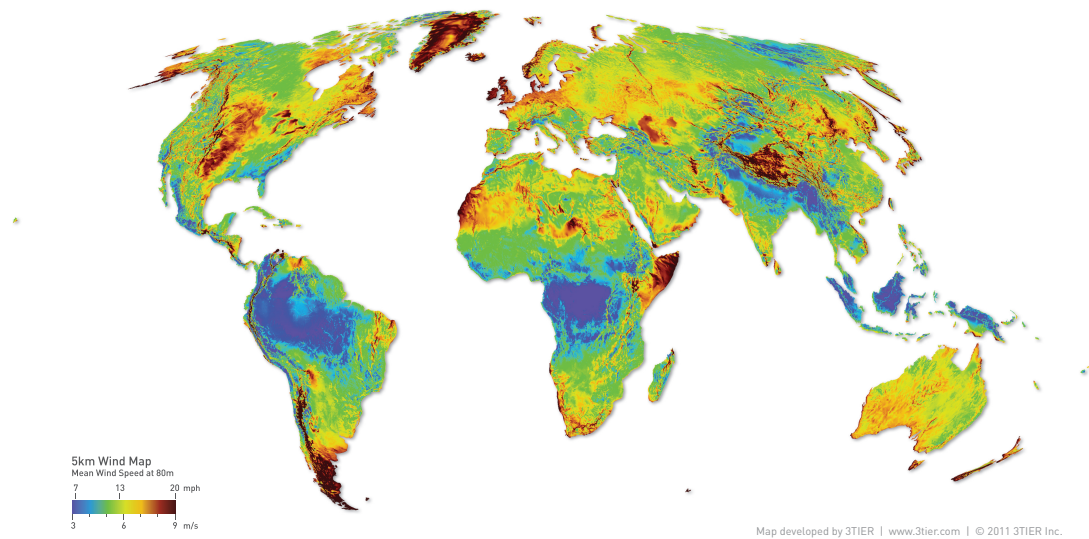 5km Wind Map
Mean Wind Speed at 80m
7 13 20 mph
3 6 9 m/s
Map developed by 3TIER | www.3tier.com | © 2011 3TIER Inc.